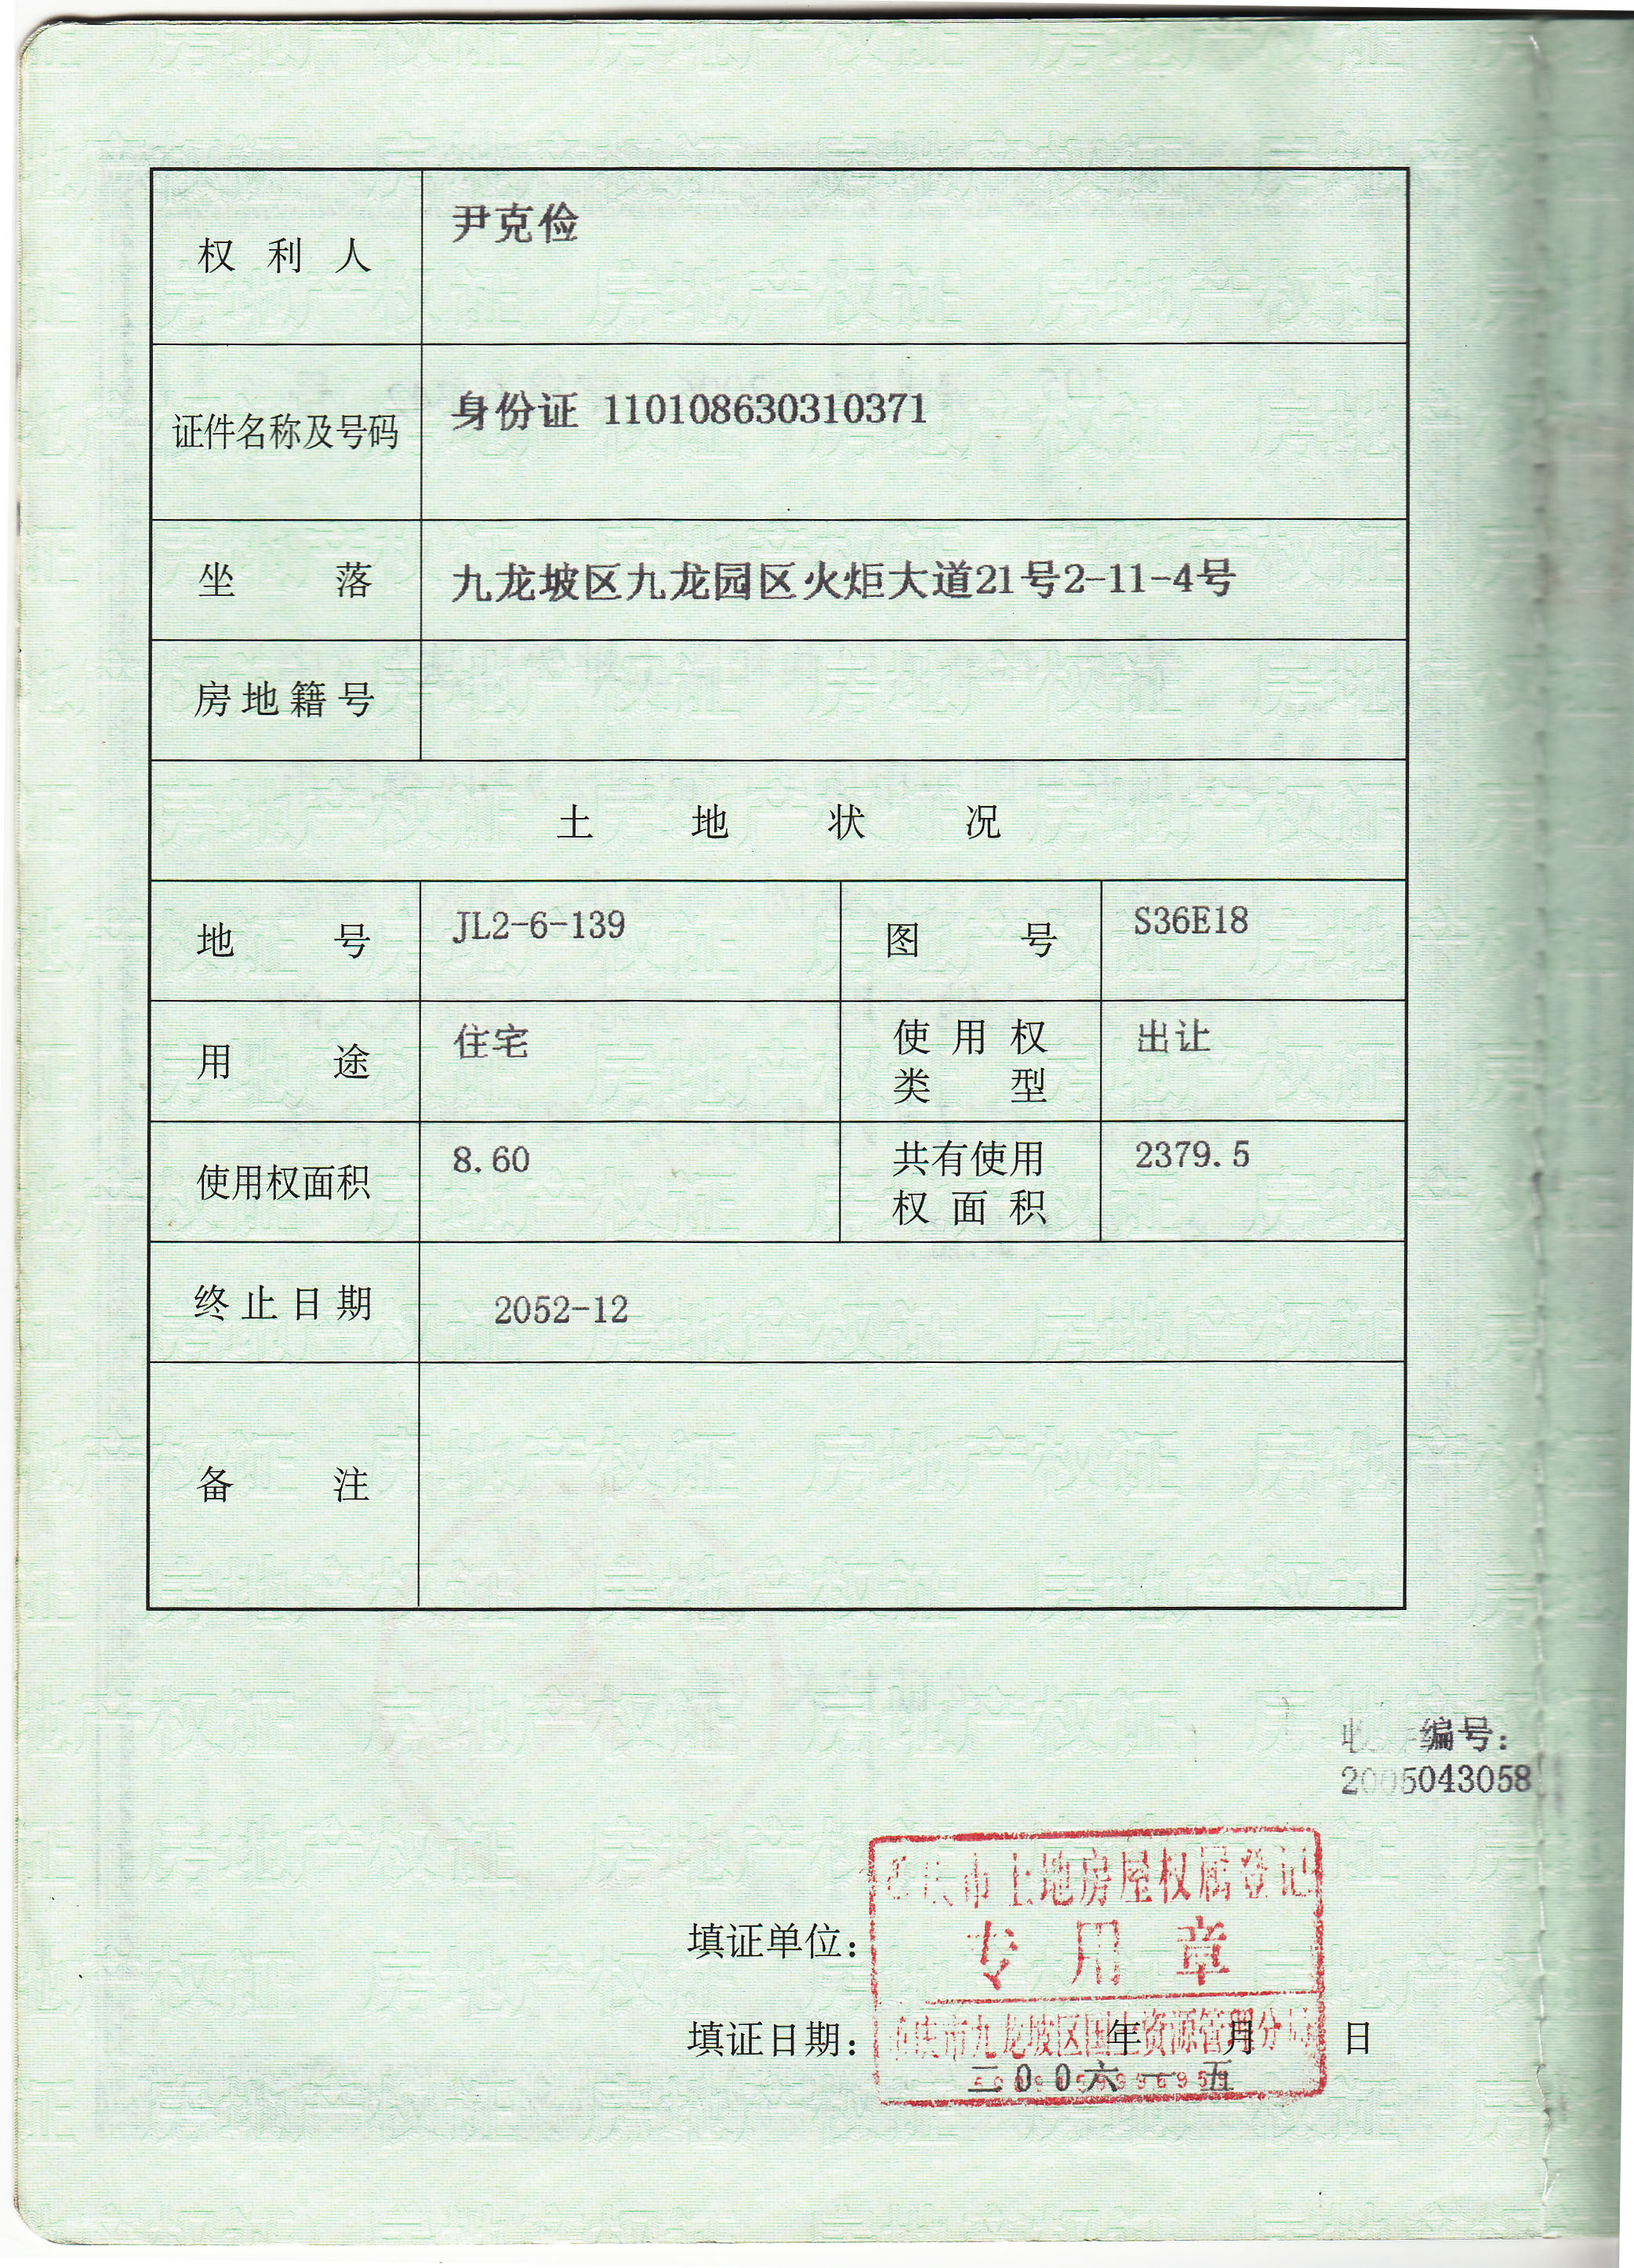 权利人 尹克俭
证件名称及号码 身份证 110108630310371
坐落 九龙坡区九龙园区火炬大道21号2-11-4号
房地籍号
土地状况
地号 JL2-6-139 图号 S36E18
用途 住宅 使用权类型 出让
使用权面积 8.60 共有使用权面积 2379.5
终止日期 2052-12
备注
编号:
2005043058
重庆市土地房屋权属登记
填证单位: 专用章
重庆市九龙坡区国土资源管理分局
填证日期: 年 月 日
二00六 一 五